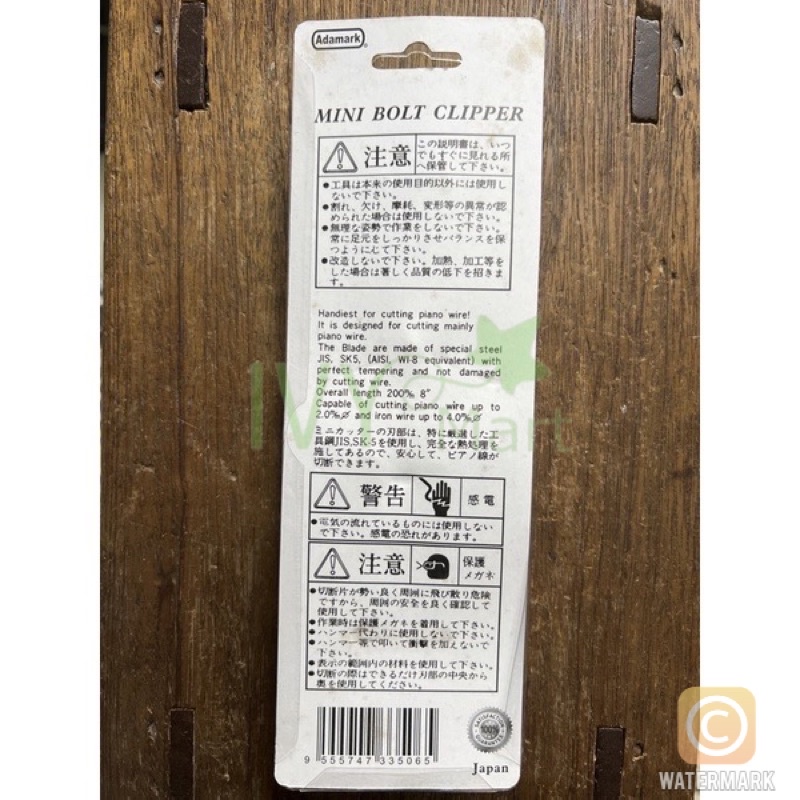 Adamark
MINI BOLT CLIPPER
注意
この説明書は、いつ
でもすぐに見れる所
へ保管して下さい。
●工具は本来の使用目的以外には使用し
ないで下さい。
●割れ、欠け、摩耗、変形等の異常が認
められた場合は使用しないで下さい。
●無理な姿勢で作業をしないで下さい。
常に足元をしっかりさせバランスを保
つようにして下さい。
●改造しないで下さい。加熱、加工等を
した場合は著しく品質の低下を招きま
す。
Handiest for cutting piano wire!
It is designed for cutting mainly
piano wire.
The Blade are made of special steel
JIS, SK5, (AISI, WI-8 equivalent) with
perfect tempering and not damaged
by cutting wire.
Overall length 200㎜ 8"
Capable of cutting piano wire up to
2.0㎜∅ and iron wire up to 4.0㎜∅
ミニカッターの刃部は、特に厳選した工
具鋼JIS,SK-5を使用し、完全な熱処理を
施してあるので、安心して、ピアノ線が
切断できます。
IVY Mart
警告
感電
●電気の流れているものには使用しない
で下さい。感電の恐れがあります。
注意
保護
メガネ
●切断片が勢い良く周囲に飛び散り危険
ですから、周囲の安全を良く確認して
使用して下さい。
●作業時は保護メガネを着用して下さい。
●ハンマー代わりに使用しないで下さい。
●ハンマー等で叩いて衝撃を加えないで
下さい。
●表示の範囲内の材料を使用して下さい。
●切断の際はできるだけ刃部の中央から
奥を使用してください。
SATISFACTION
100%
GUARANTEE
9 555747 335065
Japan
WATERMARK